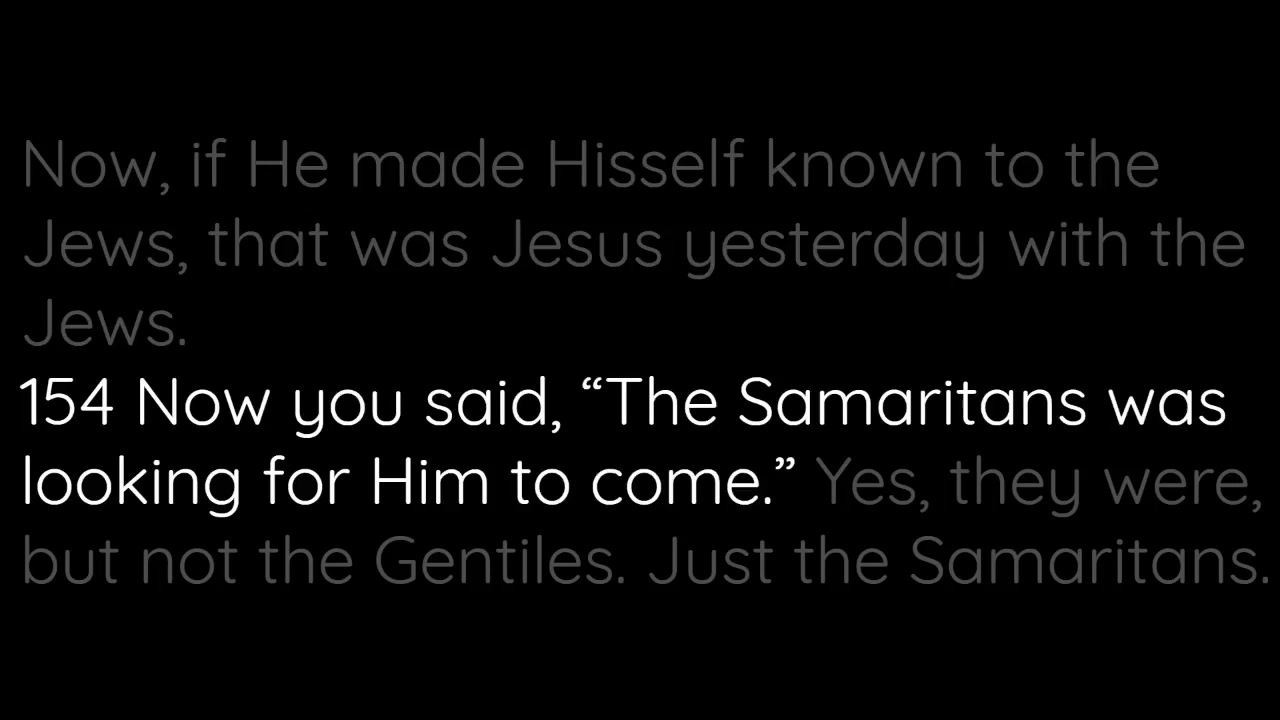 Now, if He made Hisself known to the
Jews, that was Jesus yesterday with the
Jews.
154 Now you said, “The Samaritans was
looking for Him to come.” Yes, they were,
but not the Gentiles. Just the Samaritans.